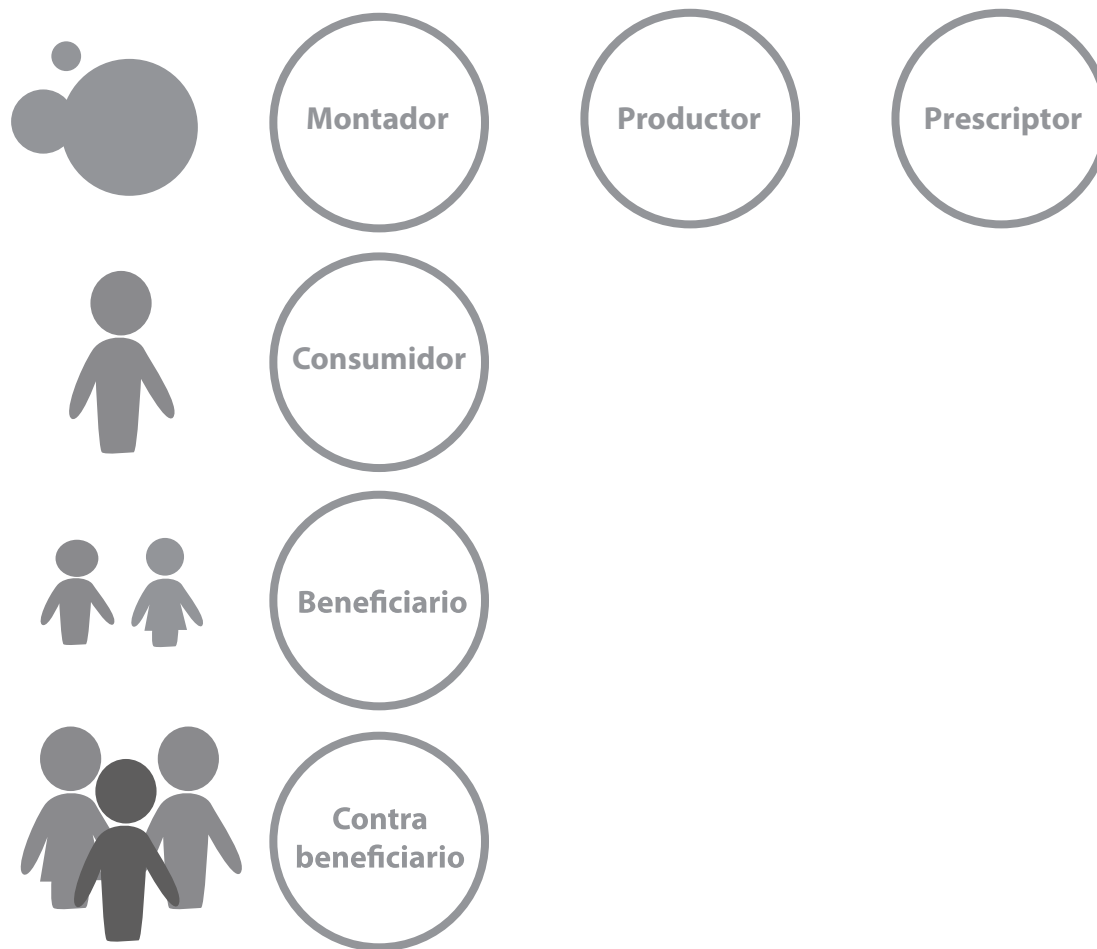 Montador
Productor
Prescriptor
Consumidor
Beneficiario
Contra
beneficiario